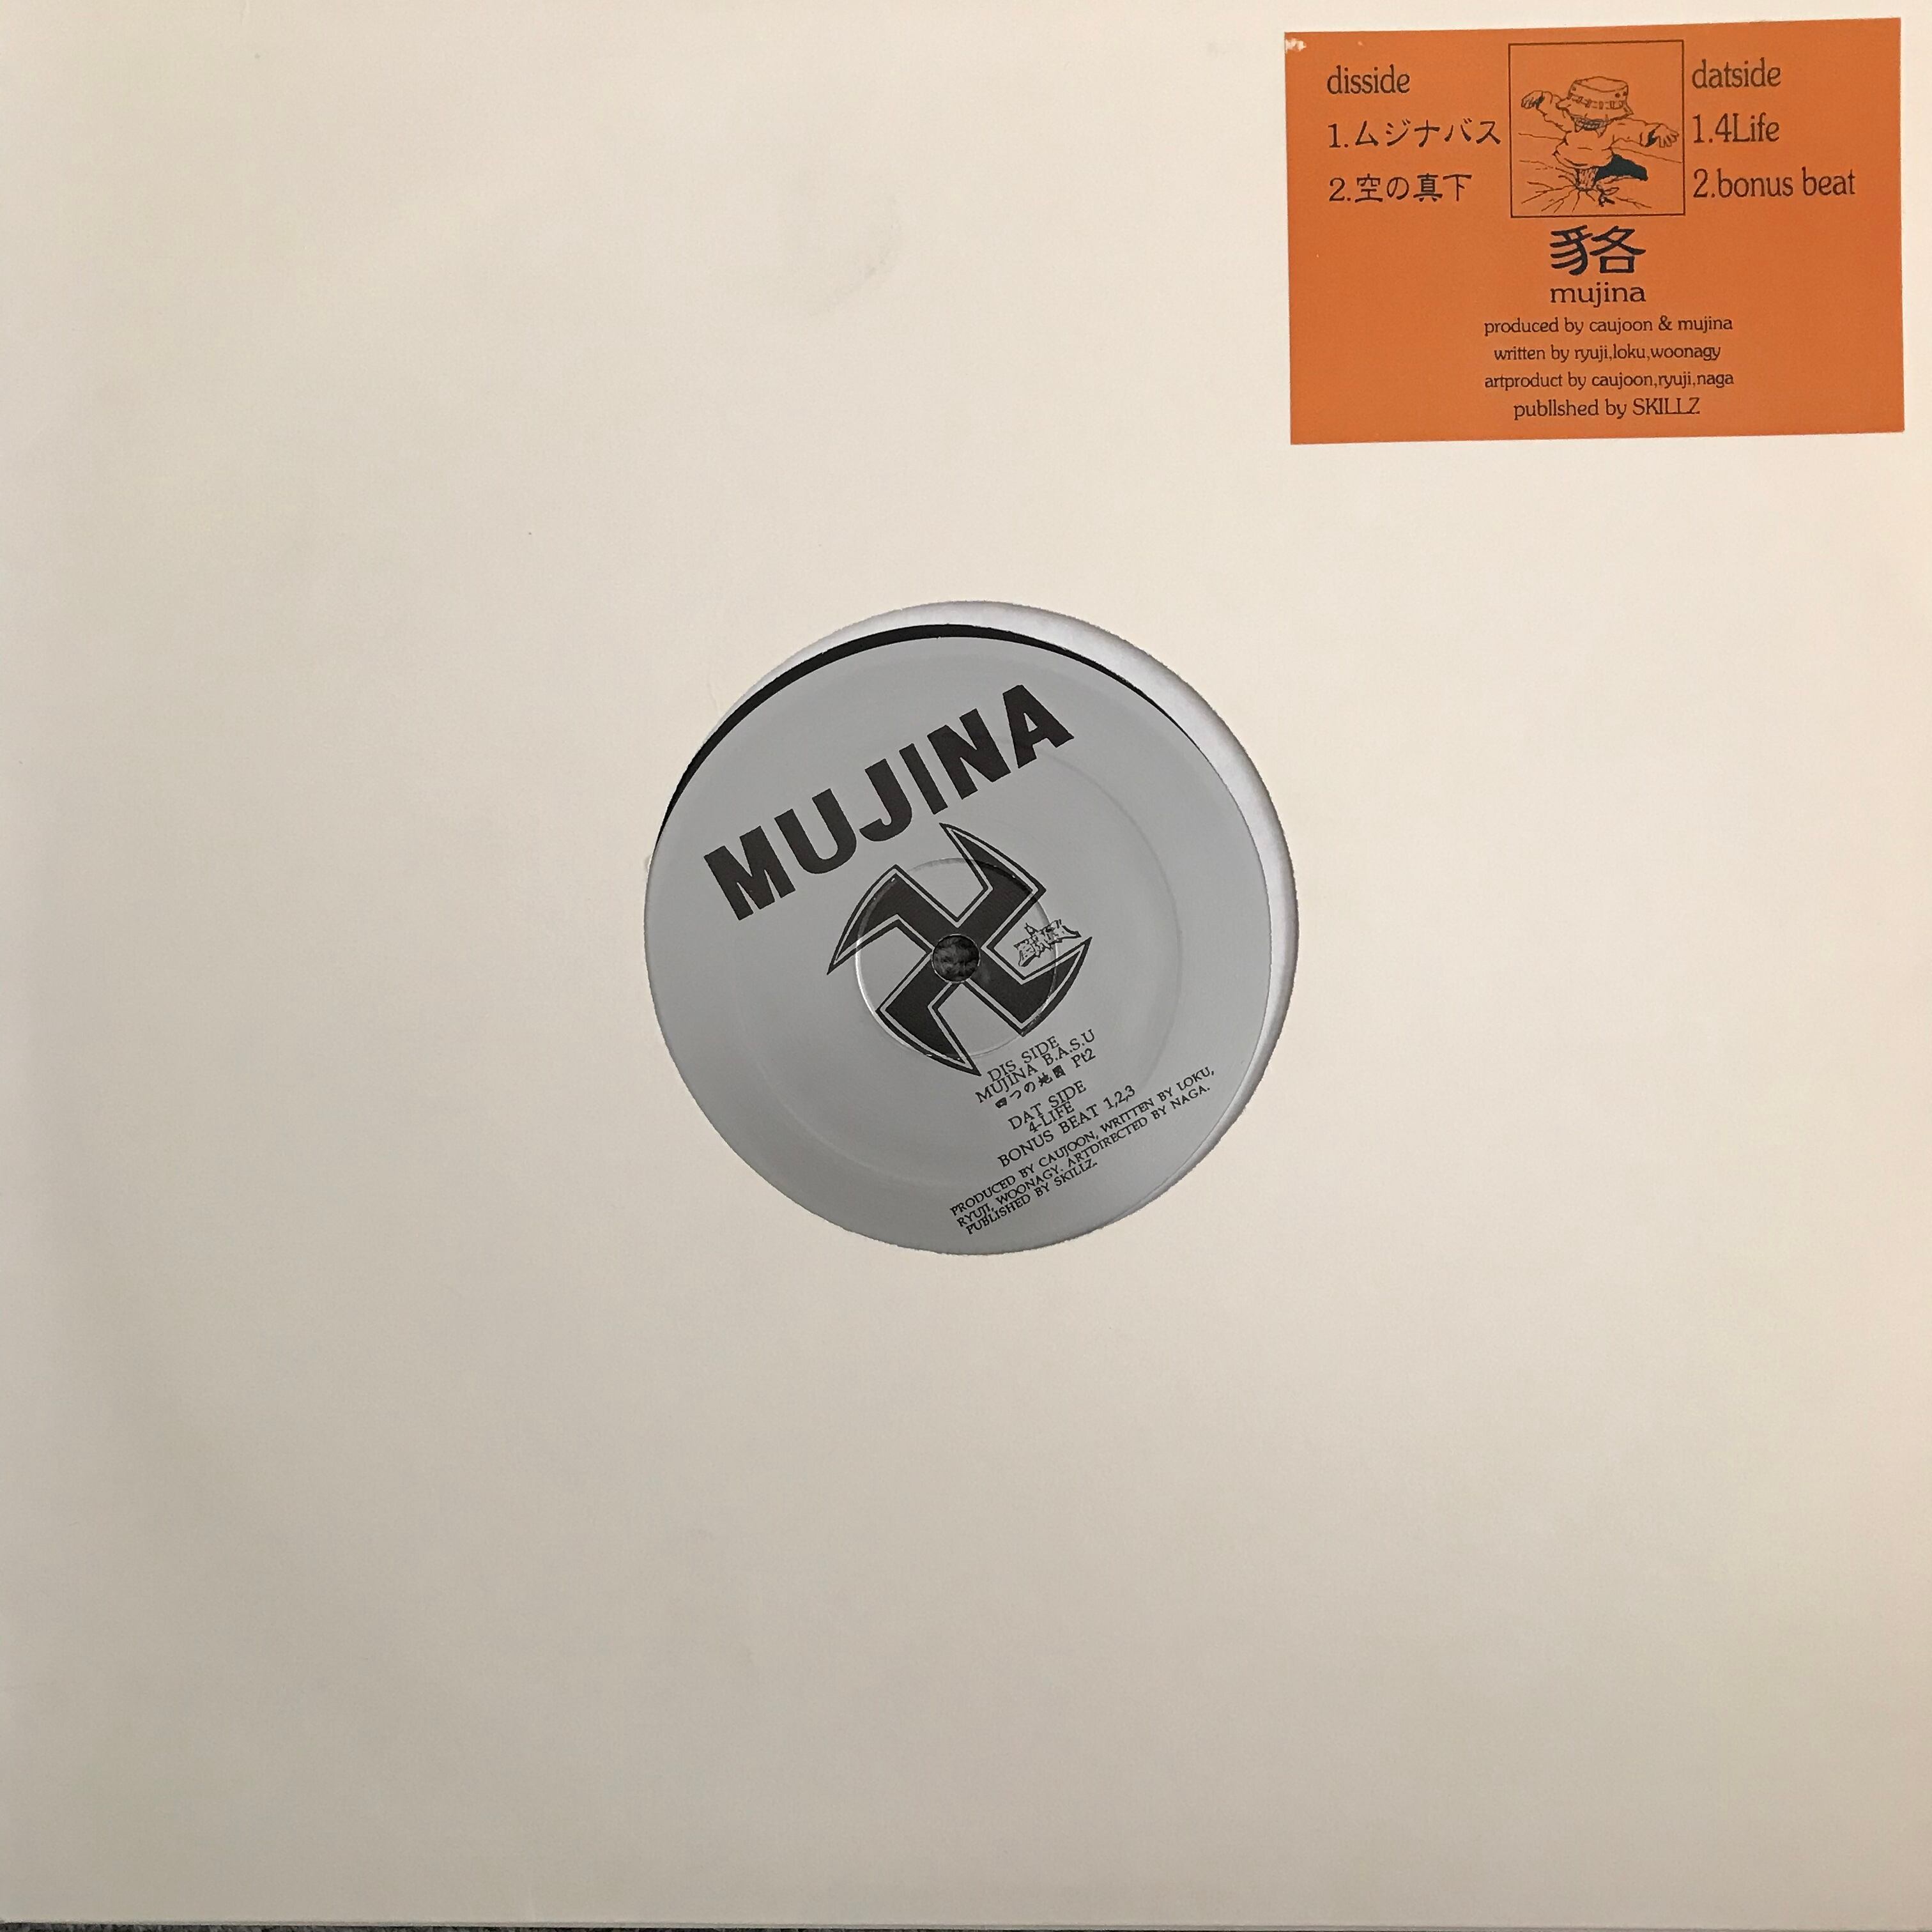 disside
1.ムジナバス
2.空の真下
datside
1.4Life
2.bonus beat
貉
mujina
produced by caujoon & mujina
written by ryuji,loku,woonagy
artproduct by caujoon,ryuji,naga
publlshed by SKILLZ
MUJINA
DIS SIDE
MUJINA B.A.S.U
四つの地図 Pt2
DAT SIDE
4-LIFE
BONUS BEAT 1,2,3
PRODUCED BY CAUJOON, WRITTEN BY LOKU,
RYUJI, WOONAGY. ARTDIRECTED BY NAGA.
PUBLISHED BY SKILLZ.